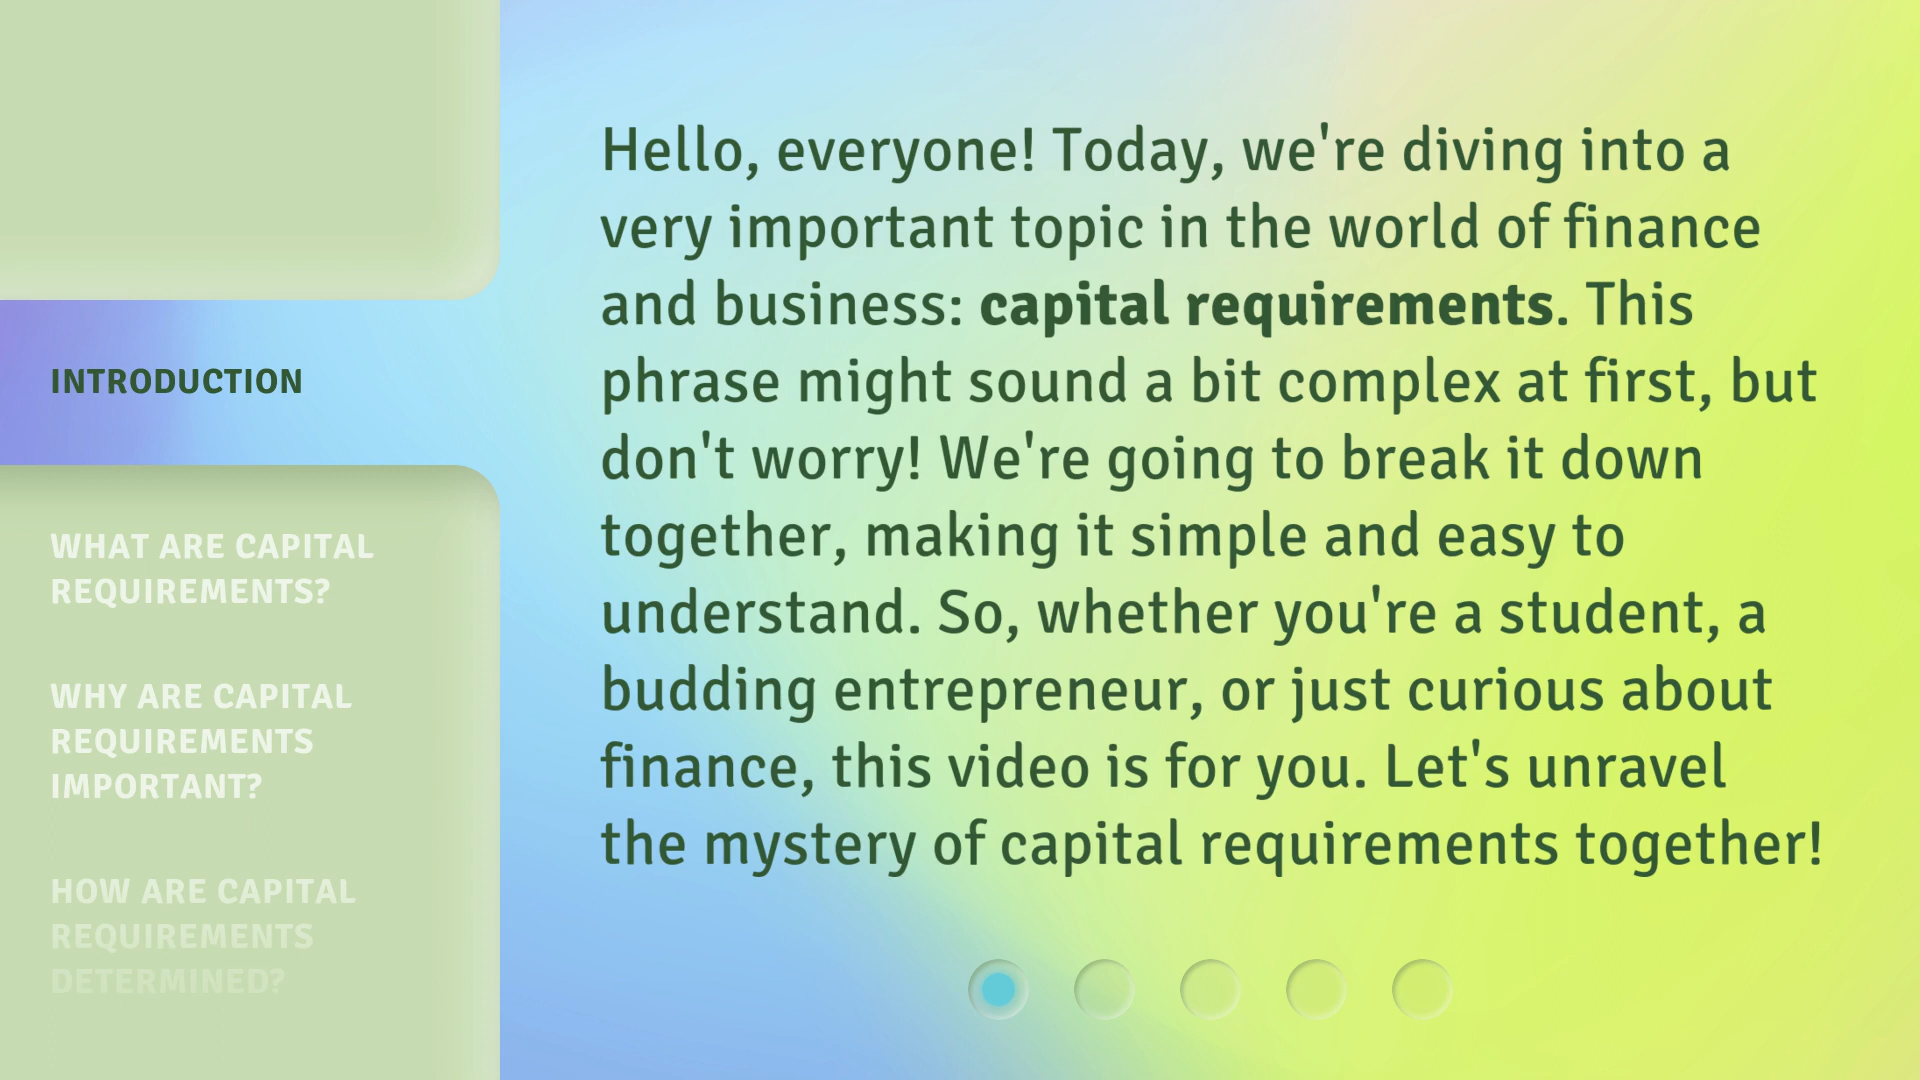 INTRODUCTION
WHAT ARE CAPITAL
REQUIREMENTS?
WHY ARE CAPITAL
REQUIREMENTS
IMPORTANT?
HOW ARE CAPITAL
REQUIREMENTS
DETERMINED?
Hello, everyone! Today, we're diving into a
very important topic in the world of finance
and business: capital requirements. This
phrase might sound a bit complex at first, but
don't worry! We're going to break it down
together, making it simple and easy to
understand. So, whether you're a student, a
budding entrepreneur, or just curious about
finance, this video is for you. Let's unravel
the mystery of capital requirements together!